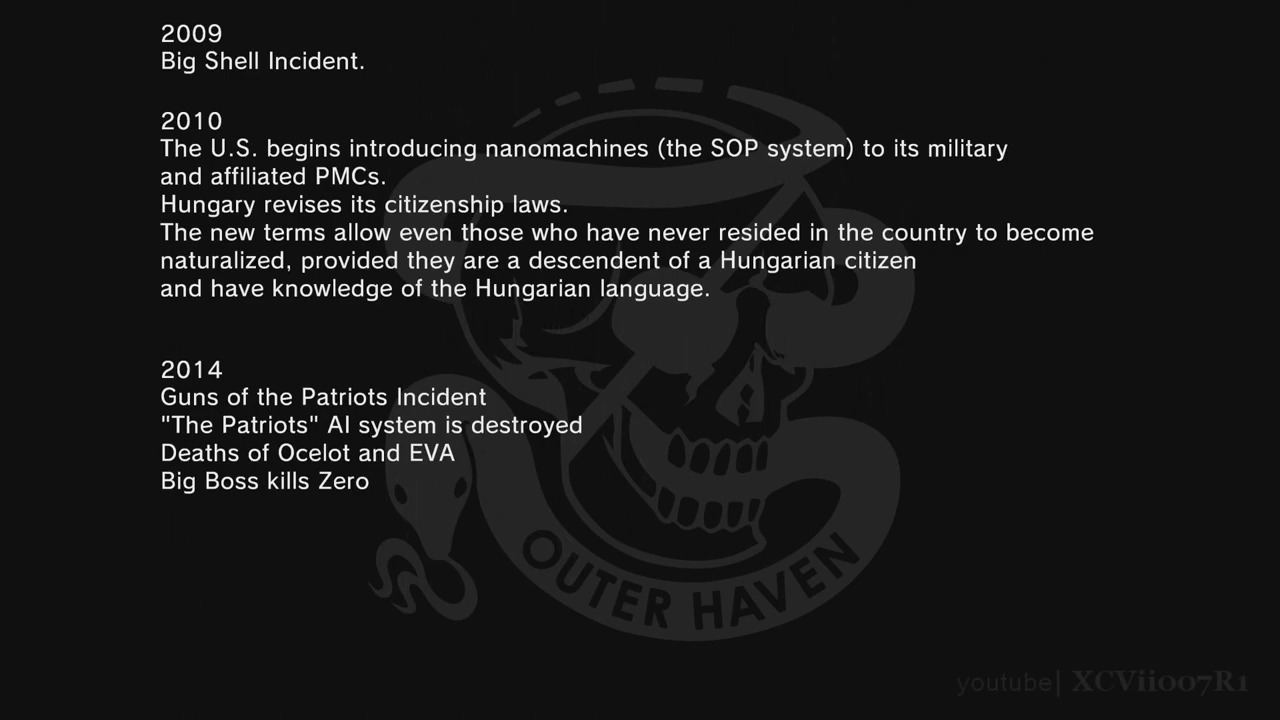 2009
Big Shell Incident.
2010
The U.S. begins introducing nanomachines (the SOP system) to its military
and affiliated PMCs.
Hungary revises its citizenship laws.
The new terms allow even those who have never resided in the country to become
naturalized, provided they are a descendent of a Hungarian citizen
and have knowledge of the Hungarian language.
2014
Guns of the Patriots Incident
"The Patriots" AI system is destroyed
Deaths of Ocelot and EVA
Big Boss kills Zero
OUTER HAVEN
youtube| XCVii007R1